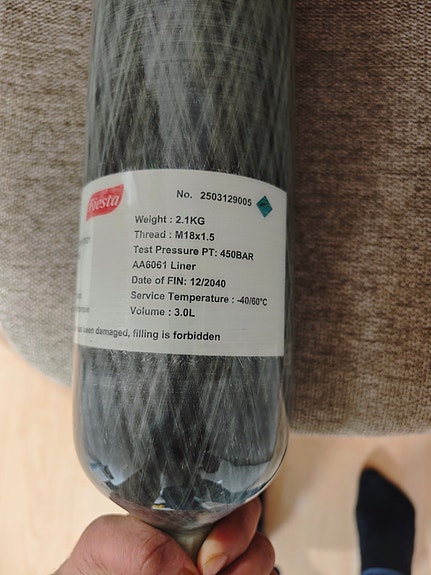 Fiesta
No. 2503129005
Weight : 2.1KG
Thread : M18x1.5
Test Pressure PT: 450BAR
AA6061 Liner
Date of FIN: 12/2040
Service Temperature : -40/60°C
Volume : 3.0L
been damaged, filling is forbidden